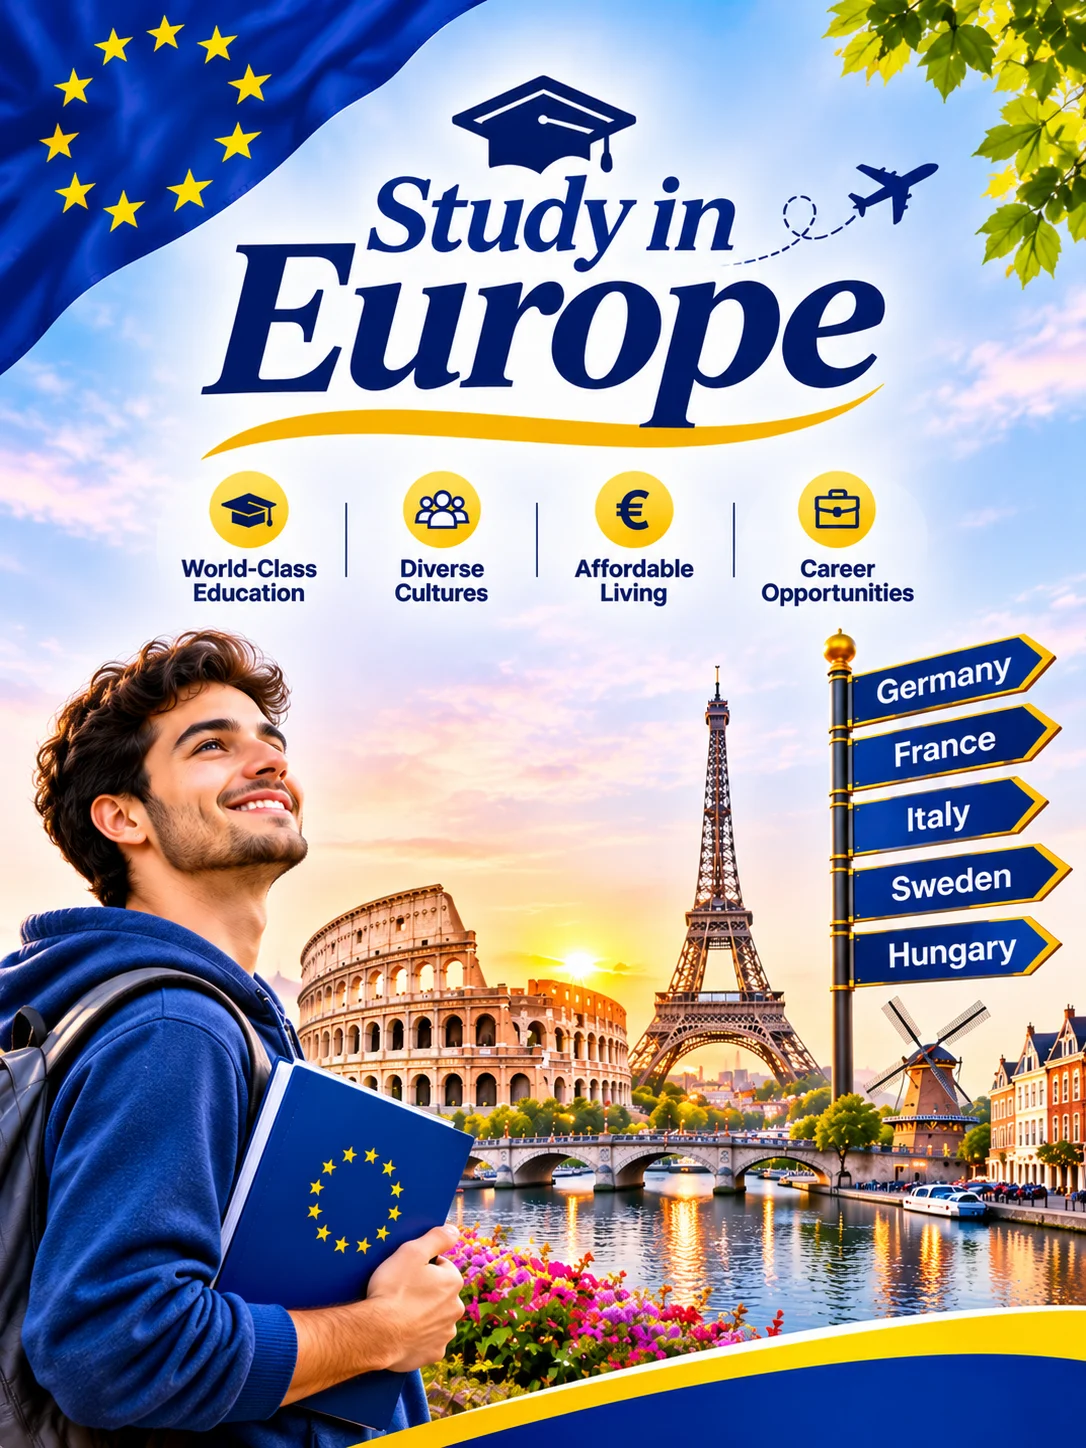 Study in
Europe
World-Class
Education
Diverse
Cultures
€
Affordable
Living
Career
Opportunities
Germany
France
Italy
Sweden
Hungary